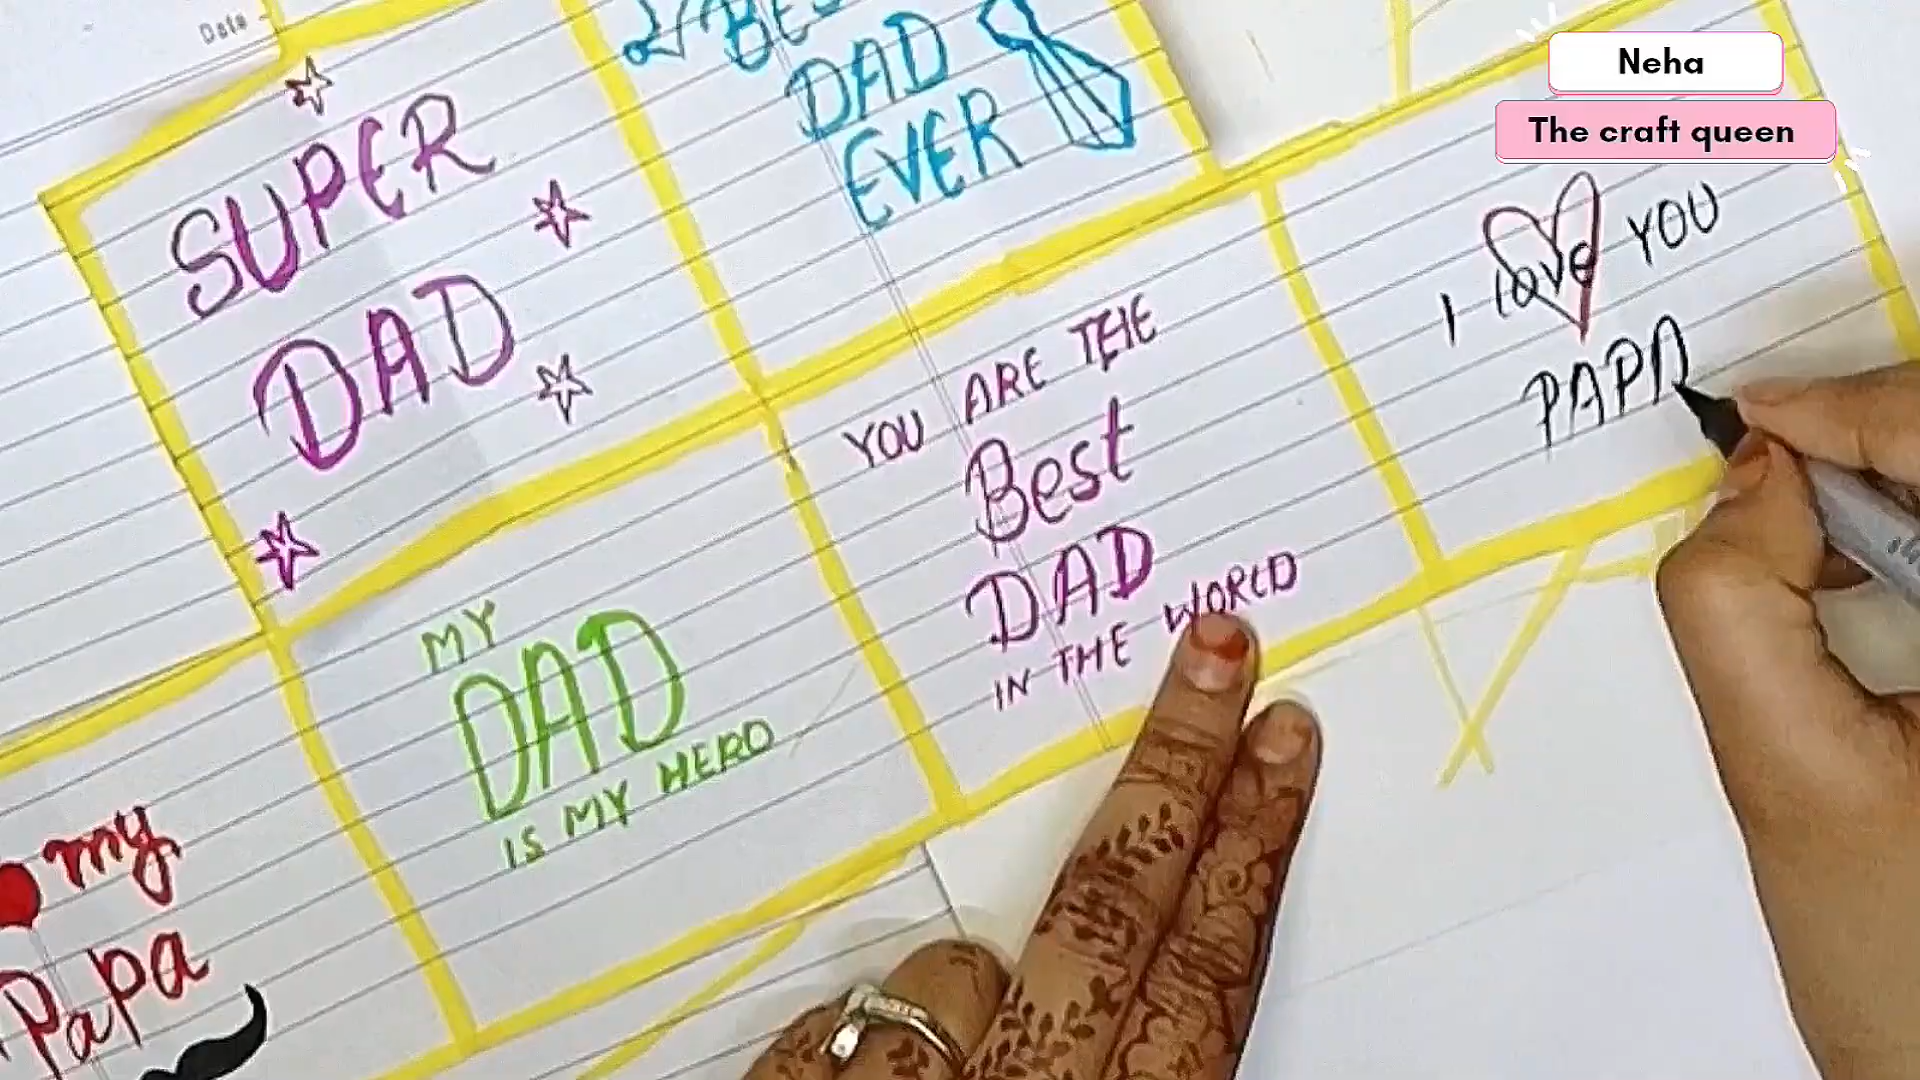 Date
SUPER
DAD
BEST
DAD
EVER
Neha
The craft queen
I love YOU
PAPA
YOU ARE THE
Best
DAD
IN THE WORLD
MY
DAD
IS MY HERO
my
Papa